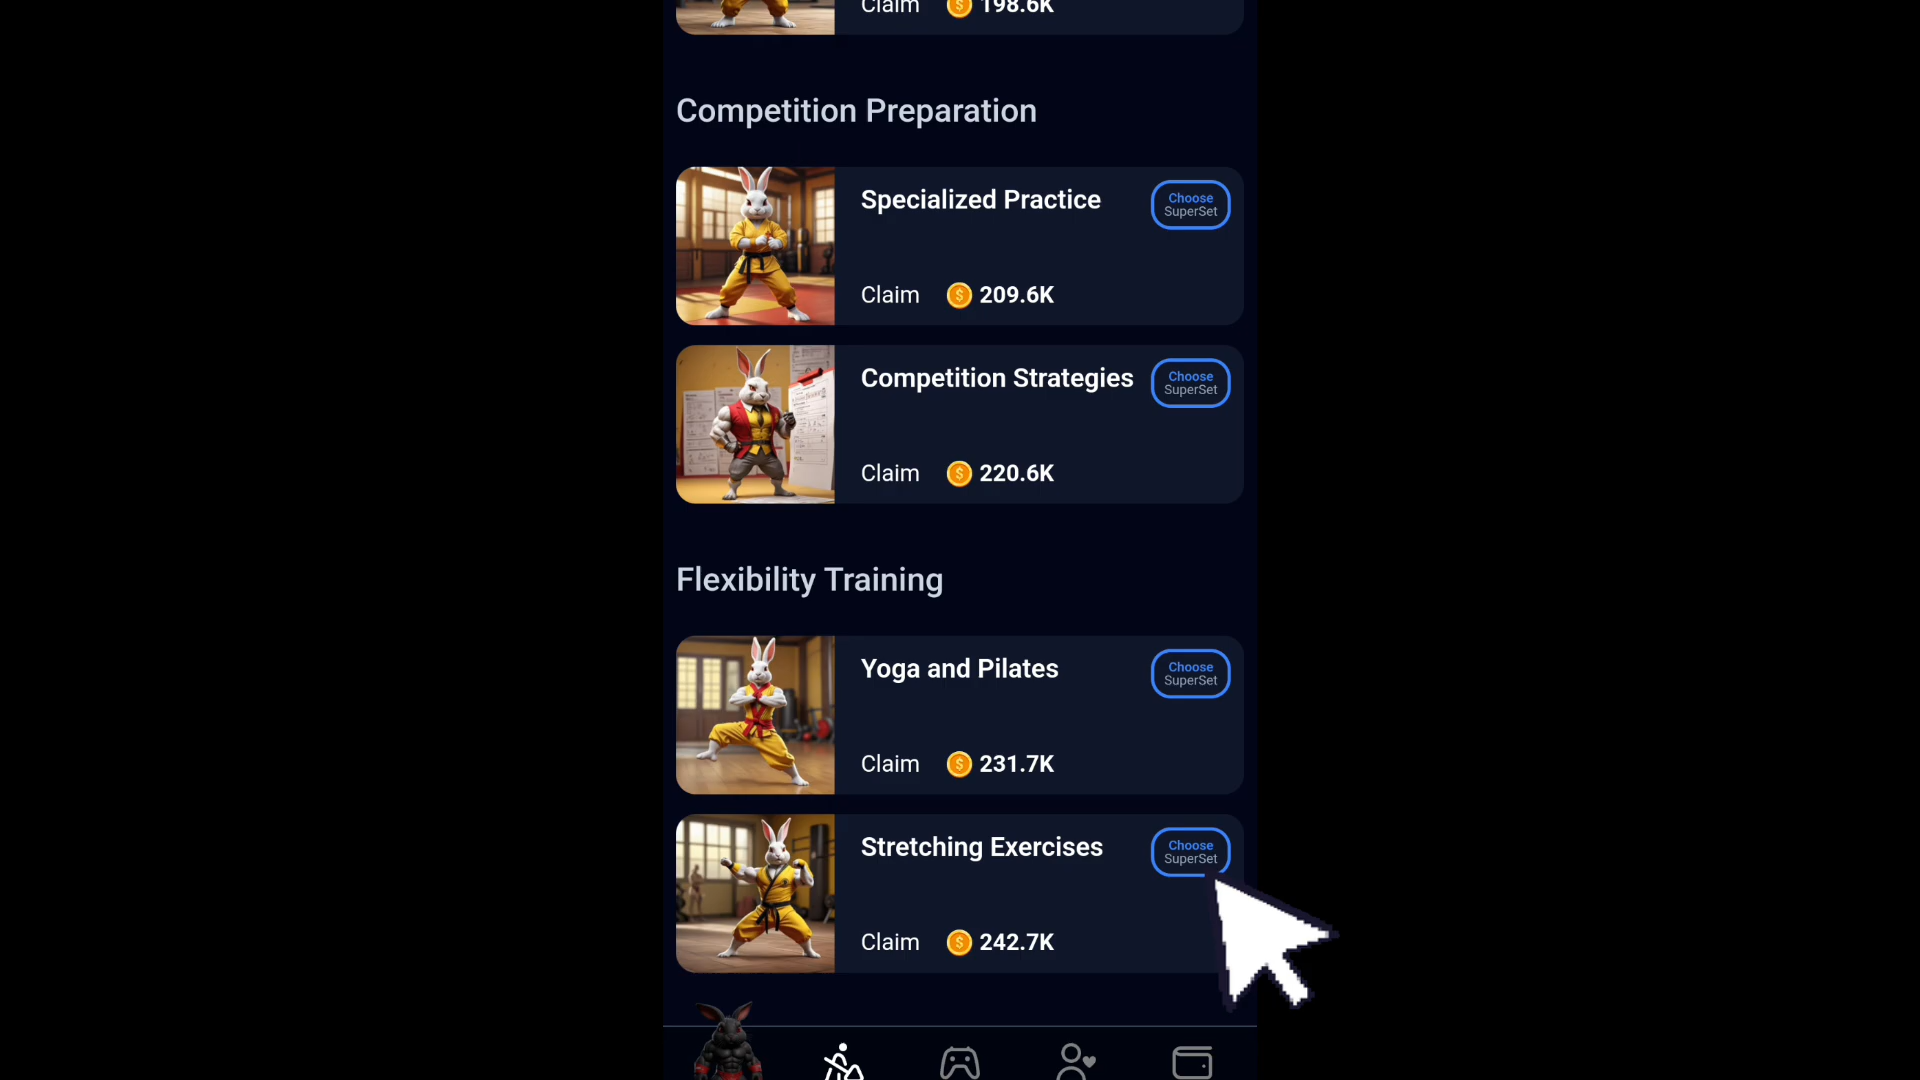 Claim 198.6K
Competition Preparation
Specialized Practice
Choose
SuperSet
Claim 209.6K
Competition Strategies
Choose
SuperSet
Claim 220.6K
Flexibility Training
Yoga and Pilates
Choose
SuperSet
Claim 231.7K
Stretching Exercises
Choose
SuperSet
Claim 242.7K